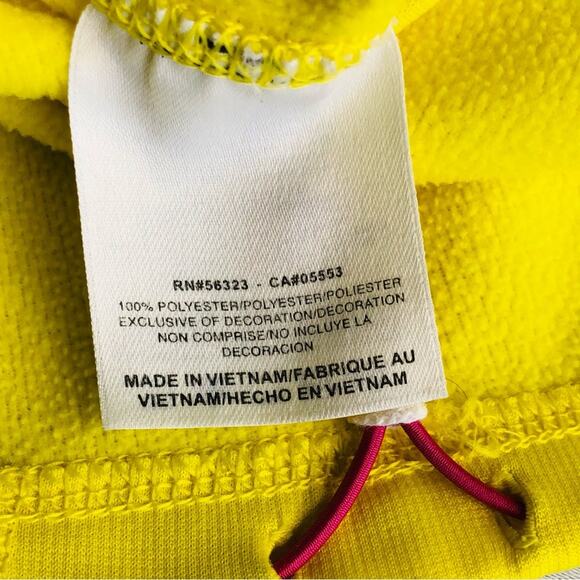 RN#56323 - CA#05553
100% POLYESTER/POLYESTER/POLIESTER
EXCLUSIVE OF DECORATION/DECORATION
NON COMPRISE/NO INCLUYE LA
DECORACION
MADE IN VIETNAM/FABRIQUE AU
VIETNAM/HECHO EN VIETNAM